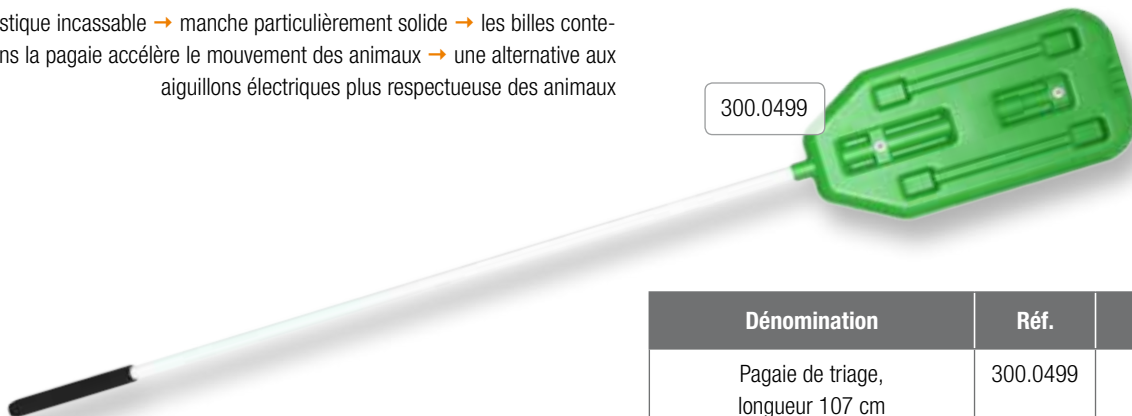 stique incassable → manche particulièrement solide → les billes conte-
ns la pagaie accélère le mouvement des animaux → une alternative aux
aiguillons électriques plus respectueuse des animaux
300.0499
Dénomination Réf.
Pagaie de triage, 300.0499
longueur 107 cm